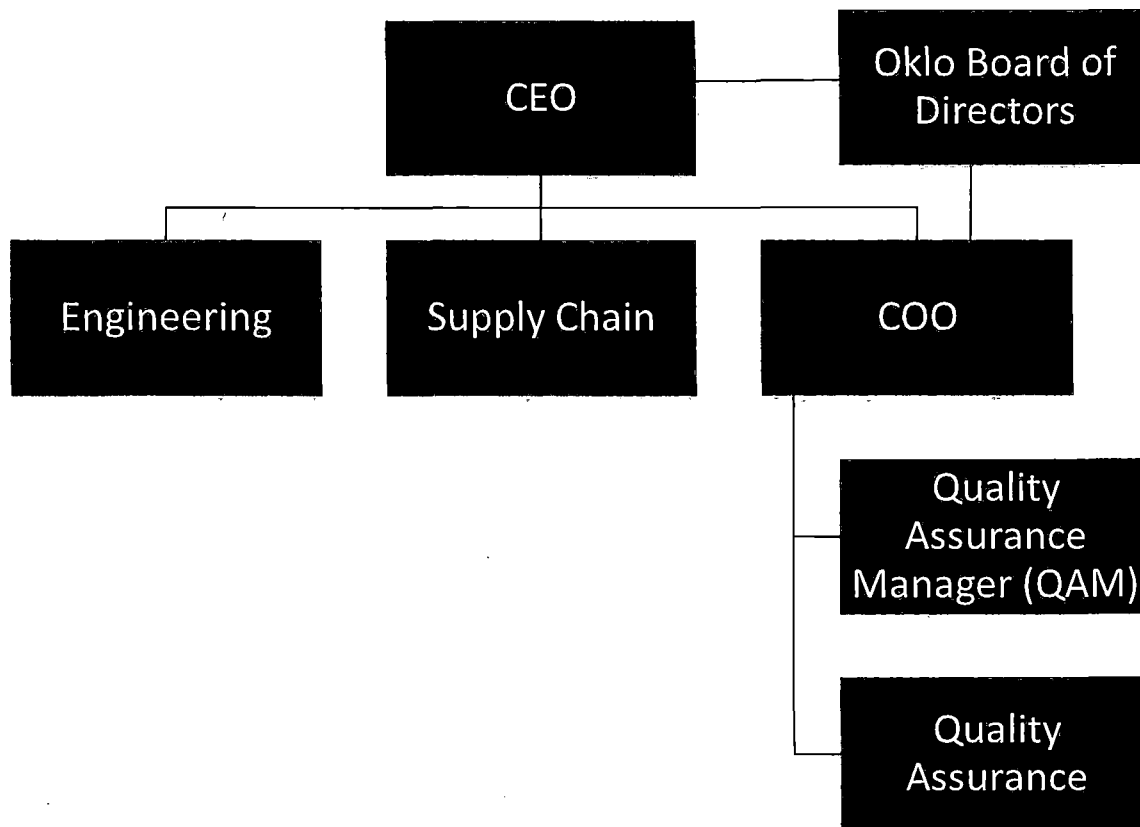 CEO
Oklo Board of
Directors
Engineering
Supply Chain
COO
Quality
Assurance
Manager (QAM)
Quality
Assurance